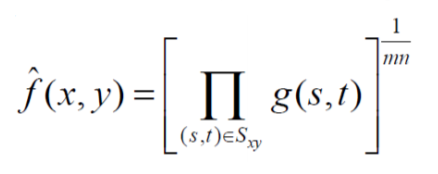 f̂(x, y) = [ ∏_{(s,t)∈S_{xy}} g(s,t) ]^{1/mn}